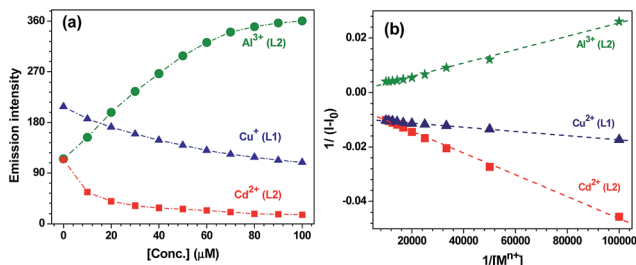 (a)
Emission intensity
360
270
180
90
0
Al³⁺ (L2)
Cu⁺ (L1)
Cd²⁺ (L2)
0 20 40 60 80 100
[Conc.] (μM)
(b)
1/ (I-I₀)
0.02
0.00
-0.02
-0.04
Al³⁺ (L2)
Cu²⁺ (L1)
Cd²⁺ (L2)
20000 40000 60000 80000 100000
1/[Mⁿ⁺]